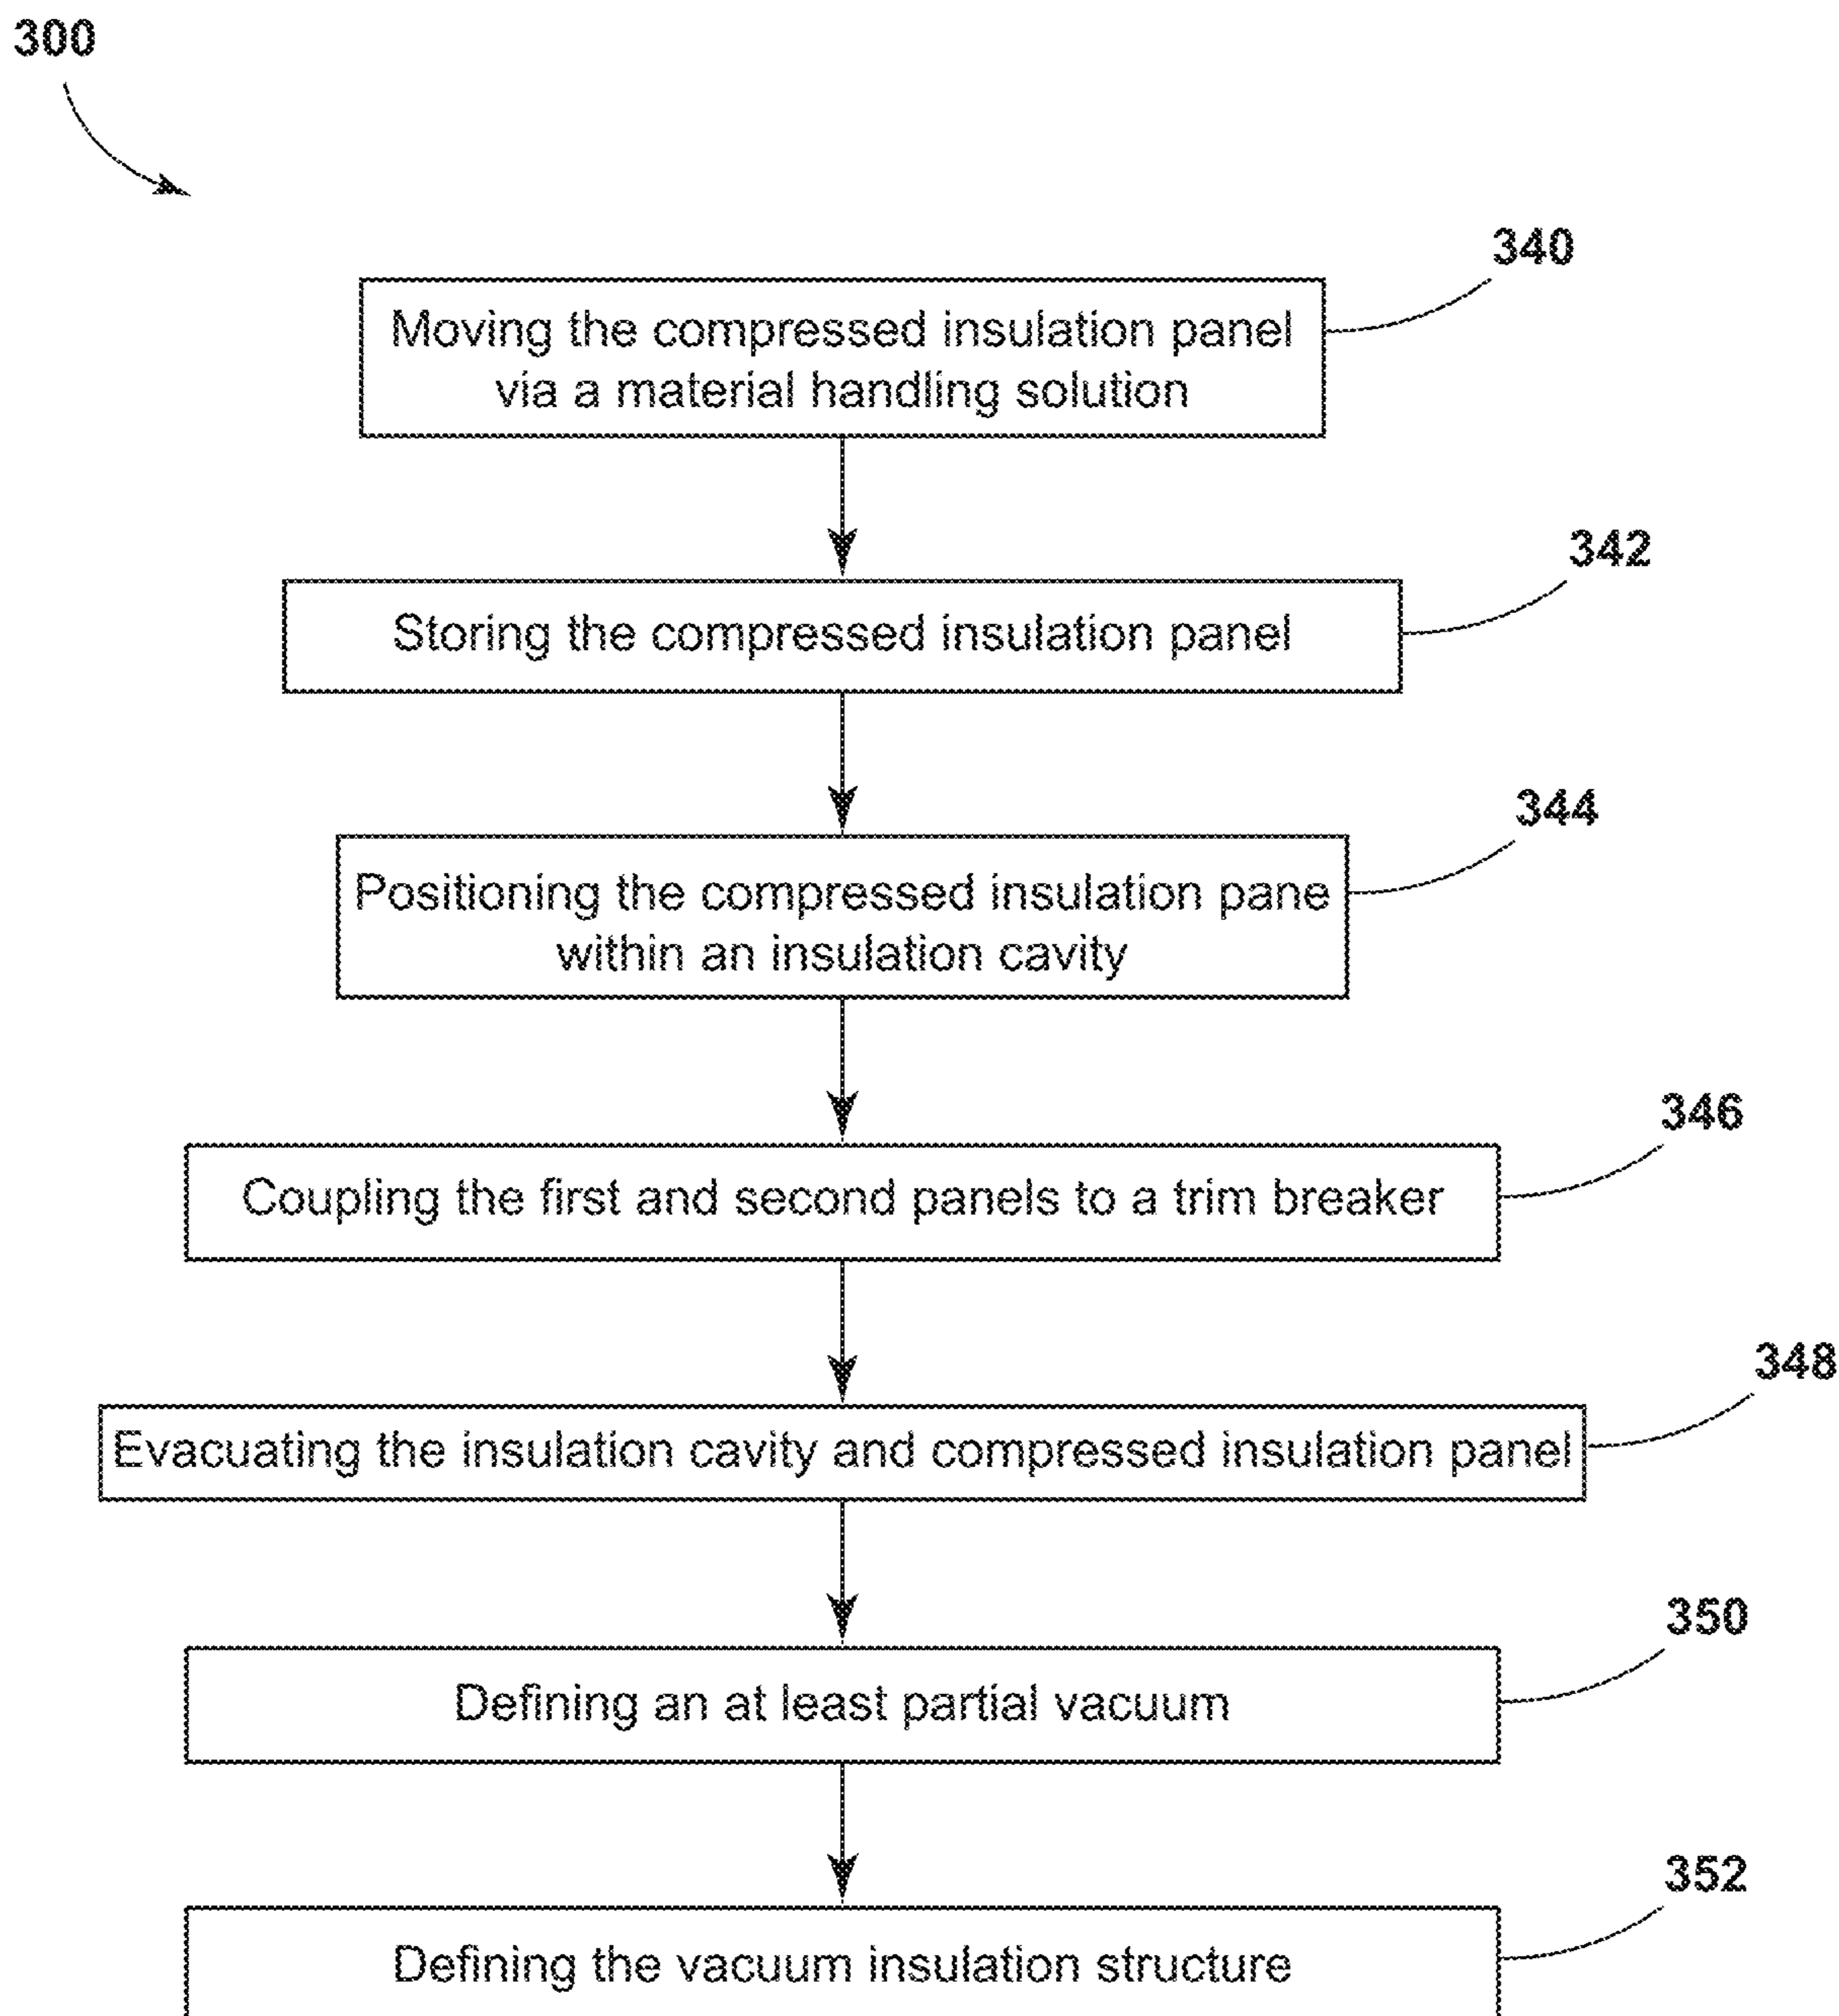 300
340
Moving the compressed insulation panel
via a material handling solution
342
Storing the compressed insulation panel
344
Positioning the compressed insulation pane
within an insulation cavity
346
Coupling the first and second panels to a trim breaker
348
Evacuating the insulation cavity and compressed insulation panel
350
Defining an at least partial vacuum
352
Defining the vacuum insulation structure